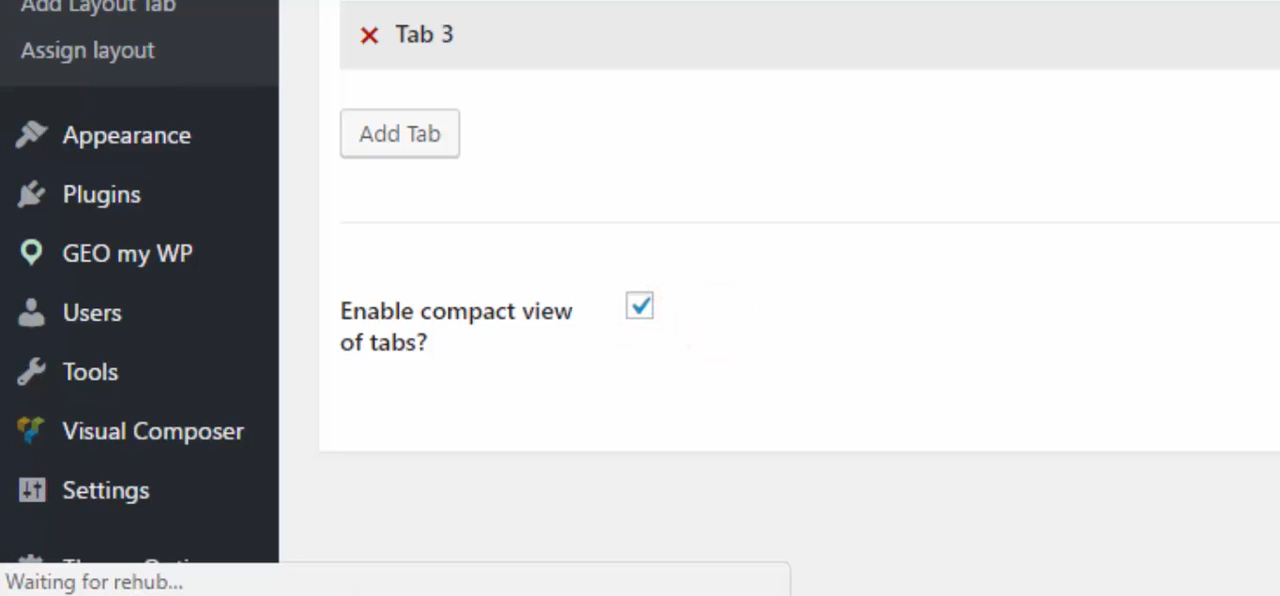 Add Layout Tab
Assign layout
Appearance
Plugins
GEO my WP
Users
Tools
Visual Composer
Settings
Waiting for rehub...
Tab 3
Add Tab
Enable compact view
of tabs?